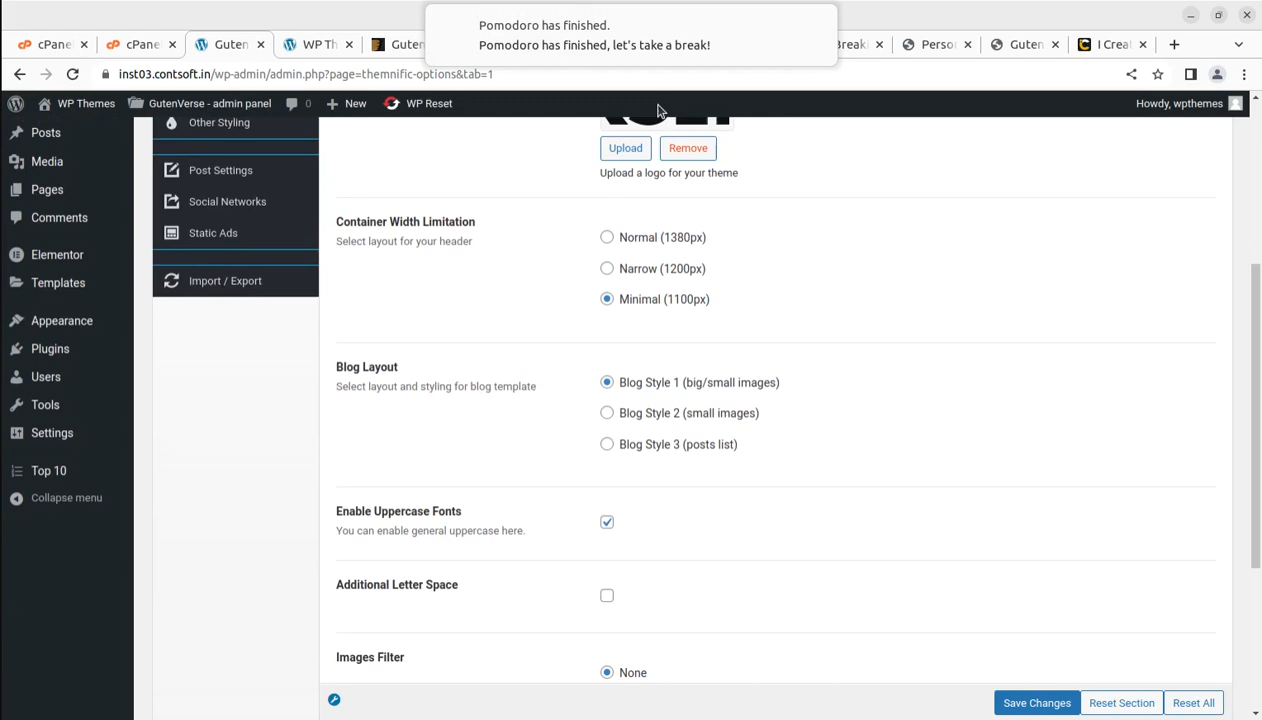 Pomodoro has finished.
Pomodoro has finished, let's take a break!
cPane
cPane
Guten
WP Th
Guten
Break
Person
Guten
I Crea
inst03.contsoft.in/wp-admin/admin.php?page=themnific-options&tab=1
WP Themes
GutenVerse - admin panel
0
New
WP Reset
Howdy, wpthemes
Posts
Media
Pages
Comments
Elementor
Templates
Appearance
Plugins
Users
Tools
Settings
Top 10
Collapse menu
Other Styling
Post Settings
Social Networks
Static Ads
Import / Export
Upload
Remove
Upload a logo for your theme
Container Width Limitation
Select layout for your header
Normal (1380px)
Narrow (1200px)
Minimal (1100px)
Blog Layout
Select layout and styling for blog template
Blog Style 1 (big/small images)
Blog Style 2 (small images)
Blog Style 3 (posts list)
Enable Uppercase Fonts
You can enable general uppercase here.
Additional Letter Space
Images Filter
None
Save Changes
Reset Section
Reset All